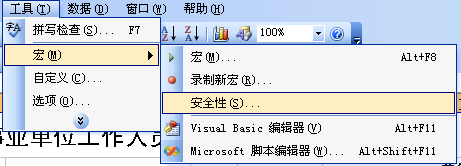 工具(T) 数据(D) 窗口(W) 帮助(H)
拼写检查(S)... F7
宏(M)
自定义(C)...
选项(O)...
100%
宏(M)... Alt+F8
录制新宏(R)...
安全性(S)...
Visual Basic 编辑器(V) Alt+F11
Microsoft 脚本编辑器(E) Alt+Shift+F11
业单位工作人员